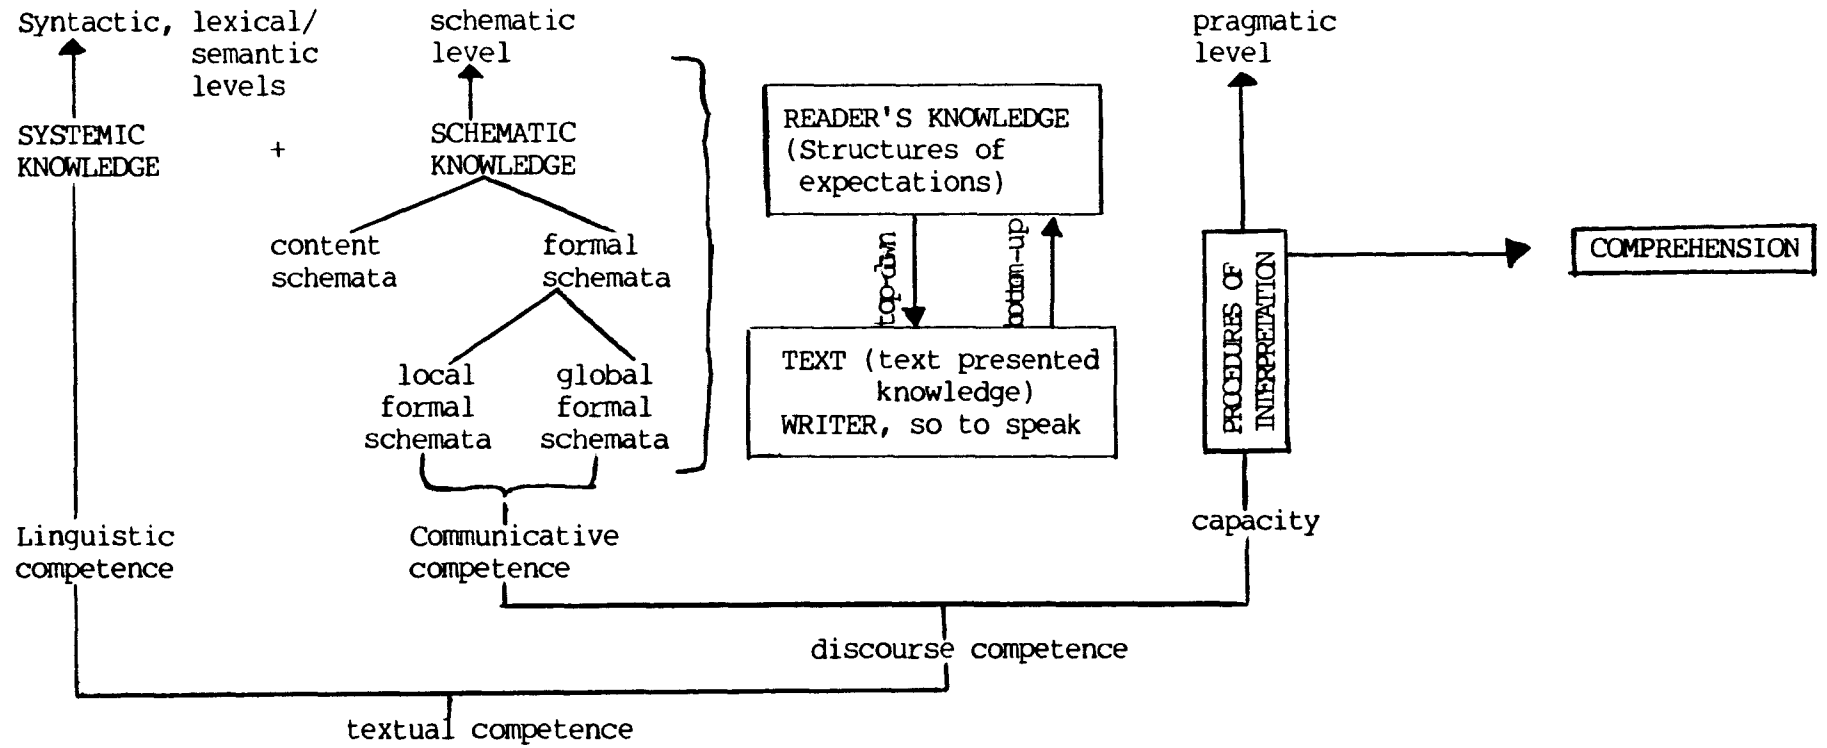 Syntactic, lexical/
semantic
levels
schematic
level
pragmatic
level
SYSTEMIC
KNOWLEDGE
+
SCHEMATIC
KNOWLEDGE
READER'S KNOWLEDGE
(Structures of
expectations)
content
schemata
formal
schemata
top-down
bottom-up
PROCEDURES OF
INTERPRETATION
COMPREHENSION
local
formal
schemata
global
formal
schemata
TEXT (text presented
knowledge)
WRITER, so to speak
Linguistic
competence
Communicative
competence
capacity
discourse competence
textual competence